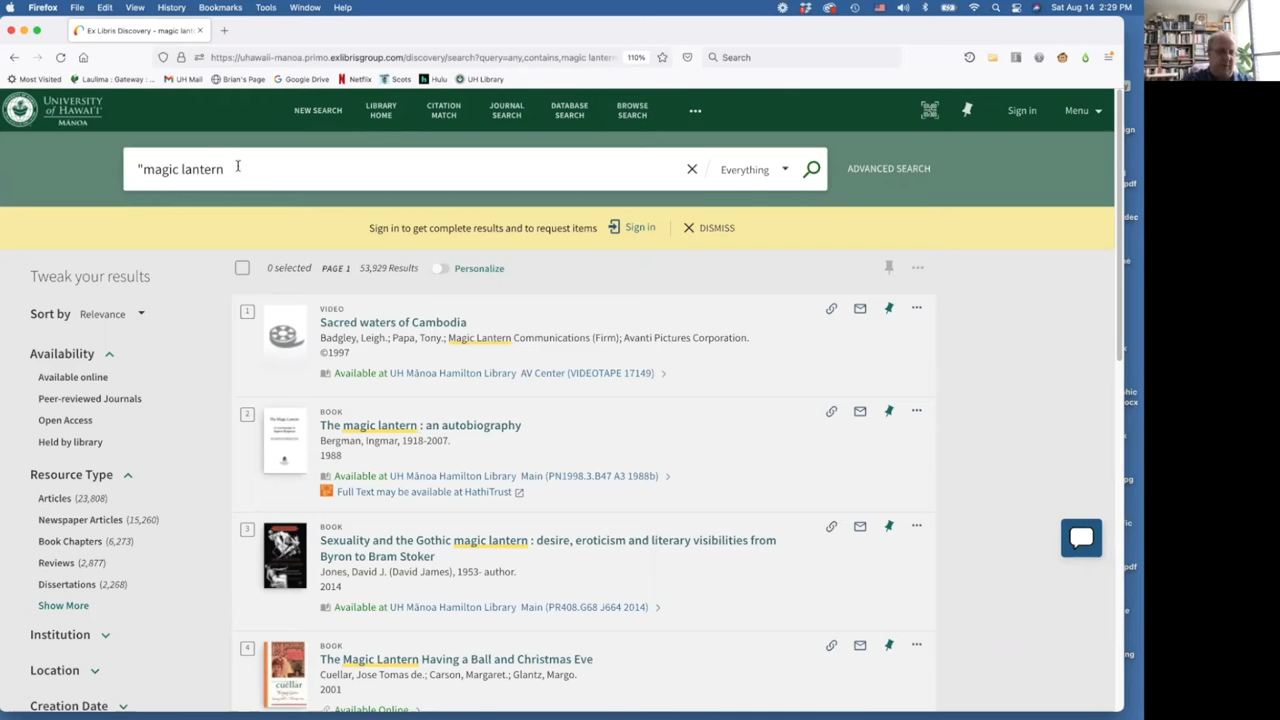 Firefox File Edit View History Bookmarks Tools Window Help Sat Aug 14 2:29 PM
Ex Libris Discovery - magic lant
https://uhawaii-manoa.primo.exlibrisgroup.com/discovery/search?query=any,contains,magic lantern 110% Search
Most Visited Laulima : Gateway : ... UH Mail Brian's Page Google Drive Netflix Scots Hulu UH Library
UNIVERSITY
of HAWAI'I
MĀNOA
NEW SEARCH
LIBRARY
HOME
CITATION
MATCH
JOURNAL
SEARCH
DATABASE
SEARCH
BROWSE
SEARCH
Sign in Menu
"magic lantern
Everything
ADVANCED SEARCH
Sign in to get complete results and to request items Sign in DISMISS
Tweak your results
Sort by Relevance
Availability
Available online
Peer-reviewed Journals
Open Access
Held by library
Resource Type
Articles (23,808)
Newspaper Articles (15,260)
Book Chapters (6,273)
Reviews (2,877)
Dissertations (2,268)
Show More
Institution
Location
Creation Date
0 selected PAGE 1 53,929 Results Personalize
1
VIDEO
Sacred waters of Cambodia
Badgley, Leigh.; Papa, Tony.; Magic Lantern Communications (Firm); Avanti Pictures Corporation.
©1997
Available at UH Mānoa Hamilton Library AV Center (VIDEOTAPE 17149)
2
BOOK
The magic lantern : an autobiography
Bergman, Ingmar, 1918-2007.
1988
Available at UH Mānoa Hamilton Library Main (PN1998.3.B47 A3 1988b)
Full Text may be available at HathiTrust
3
BOOK
Sexuality and the Gothic magic lantern : desire, eroticism and literary visibilities from
Byron to Bram Stoker
Jones, David J. (David James), 1953- author.
2014
Available at UH Mānoa Hamilton Library Main (PR408.G68 J664 2014)
4
BOOK
The Magic Lantern Having a Ball and Christmas Eve
Cuellar, Jose Tomas de.; Carson, Margaret.; Glantz, Margo.
2001
Available Online
cuéllar